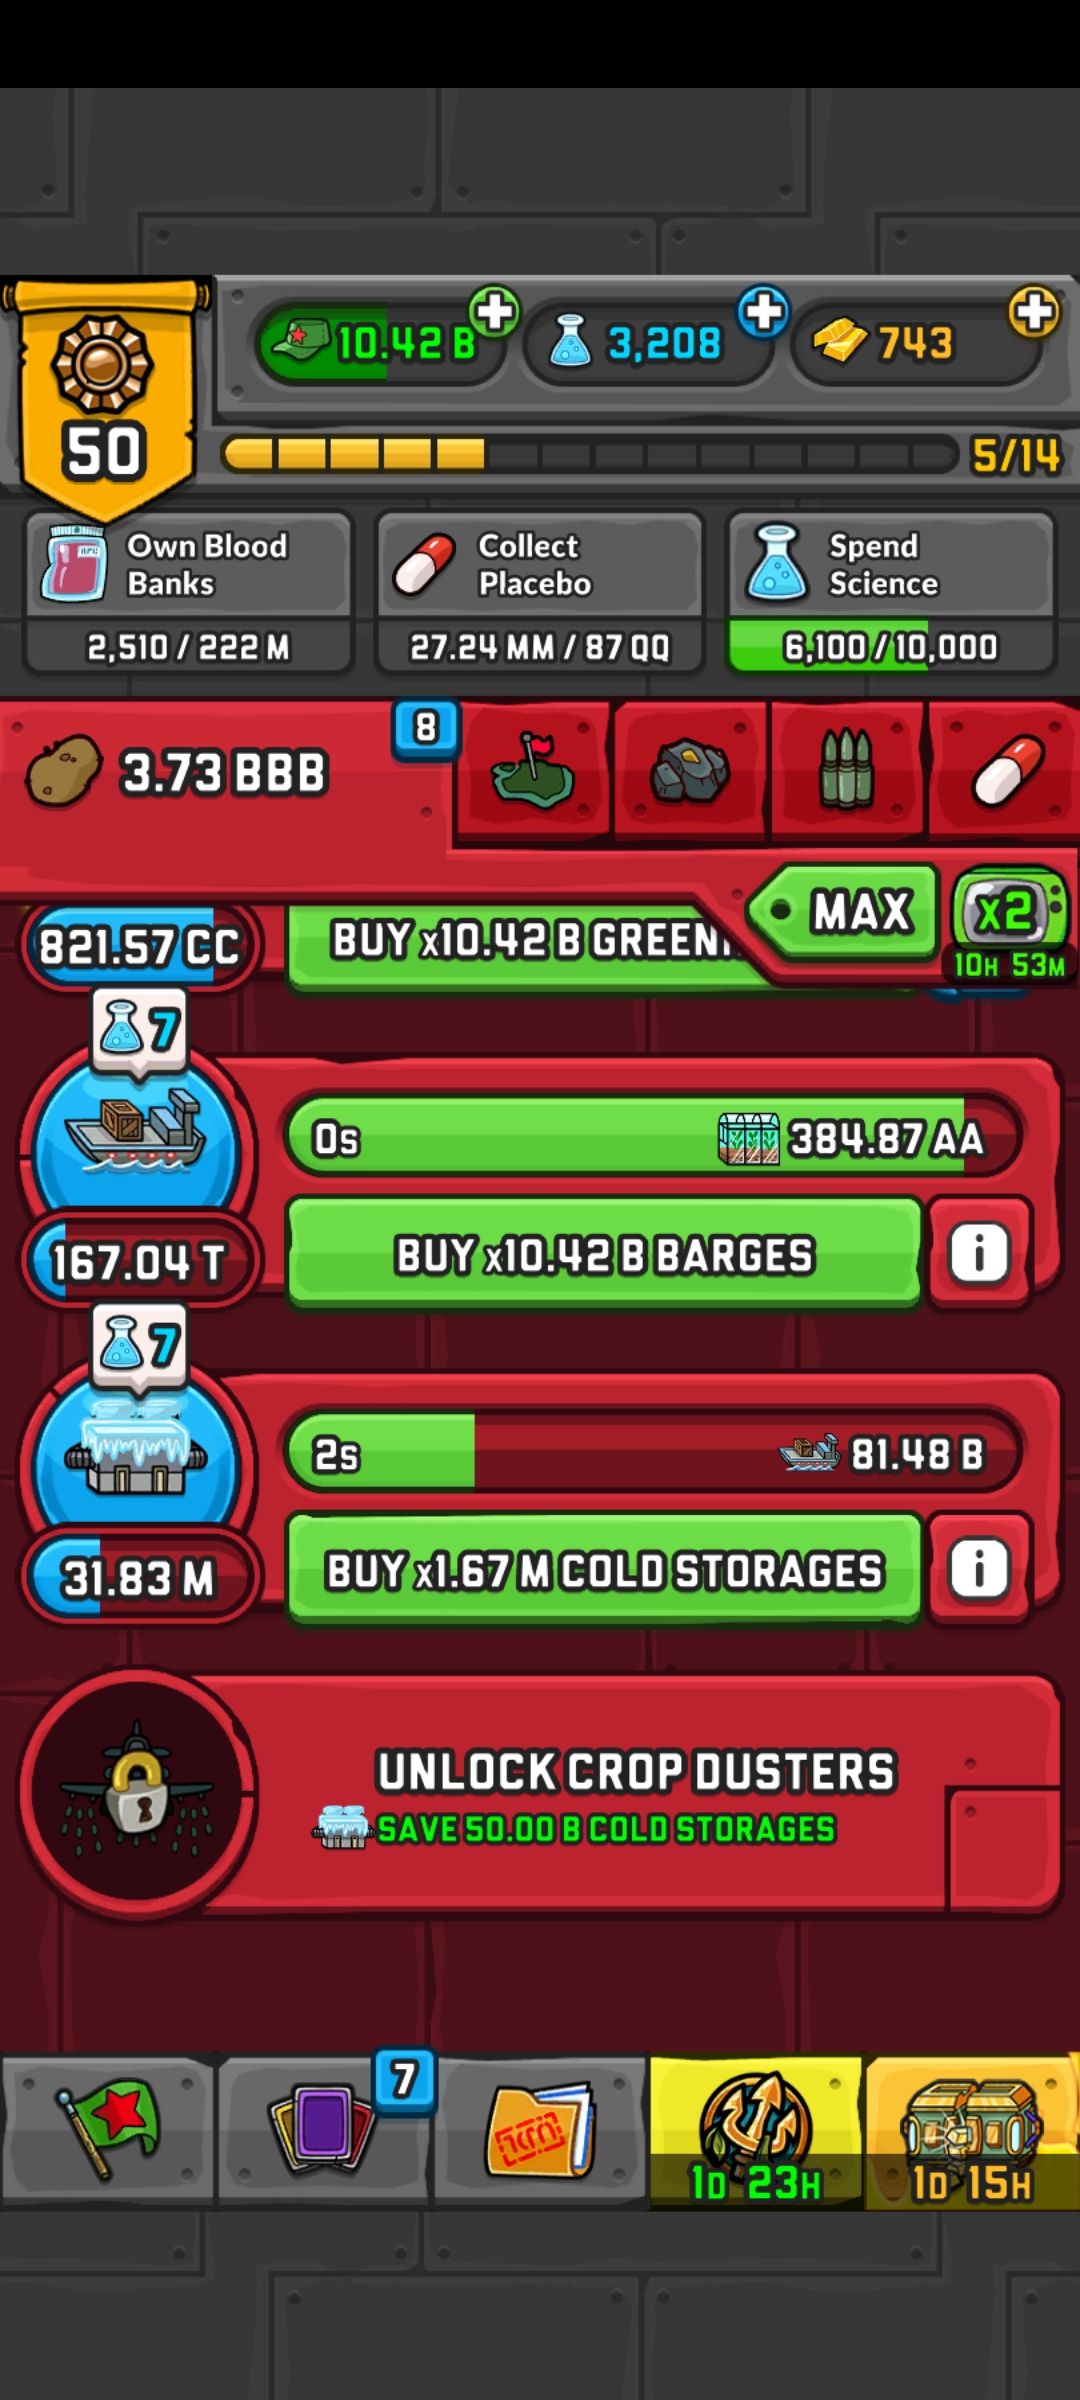 10.42 B
3,208
743
50
5/14
Own Blood
Banks
2,510 / 222 M
Collect
Placebo
27.24 MM / 87 QQ
Spend
Science
6,100 / 10,000
3.73 BBB
8
MAX
x2
10H 53M
821.57 CC
BUY x10.42 B
7
0s
384.87 AA
167.04 T
BUY x10.42 B BARGES
i
7
2s
81.48 B
31.83 M
BUY x1.67 M COLD STORAGES
i
UNLOCK CROP DUSTERS
SAVE 50.00 B COLD STORAGES
7
1D 23H
1D 15H